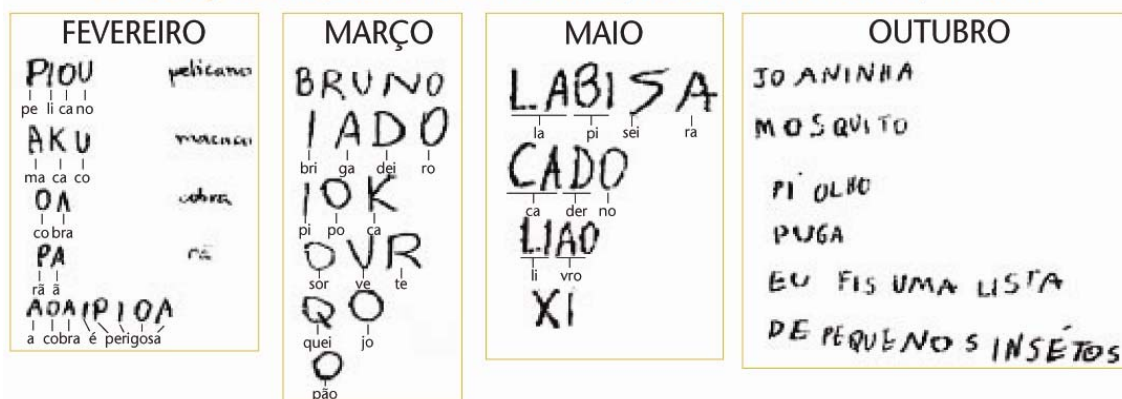 FEVEREIRO
PIOU pelicano
pe li ca no
AKU macaco
ma ca co
OA cobra
co bra
PA rã
rã ã
AOAIPIOA
a cobra é perigosa
MARÇO
BRUNO
IADO
bri ga dei ro
IOK
pi po ca
OVR
sor ve te
QO
quei jo
O
pão
MAIO
LABISA
la pi sei ra
CADO
ca der no
LIAO
li vro
XI
OUTUBRO
JOANINHA
MOSQUITO
PIOLHO
PUGA
EU FIS UMA LISTA
DE PEQUENOS INSÉTOS